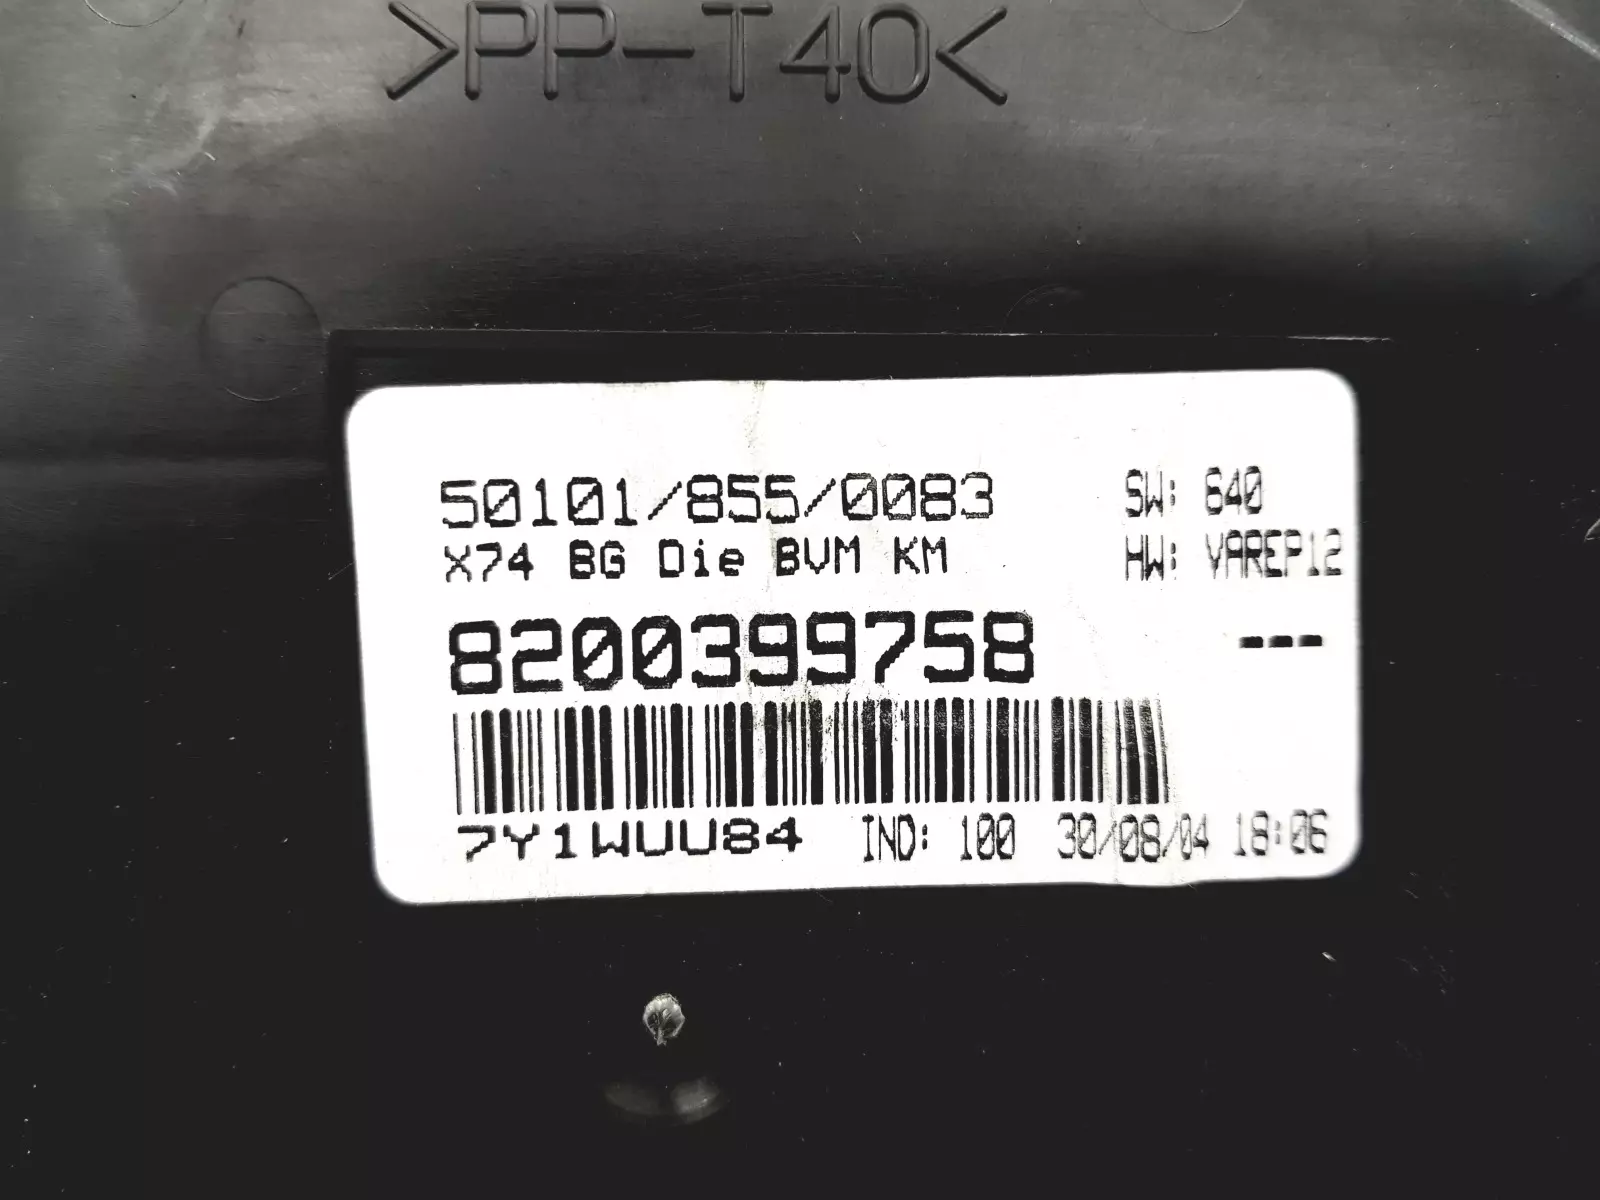 >PP-T40<
50101/855/0083 SW: 640
X74 BG Die BVM KM HW: VAREP12
8200399758 ---
7Y1WUU84 IND: 100 30/08/04 18:06